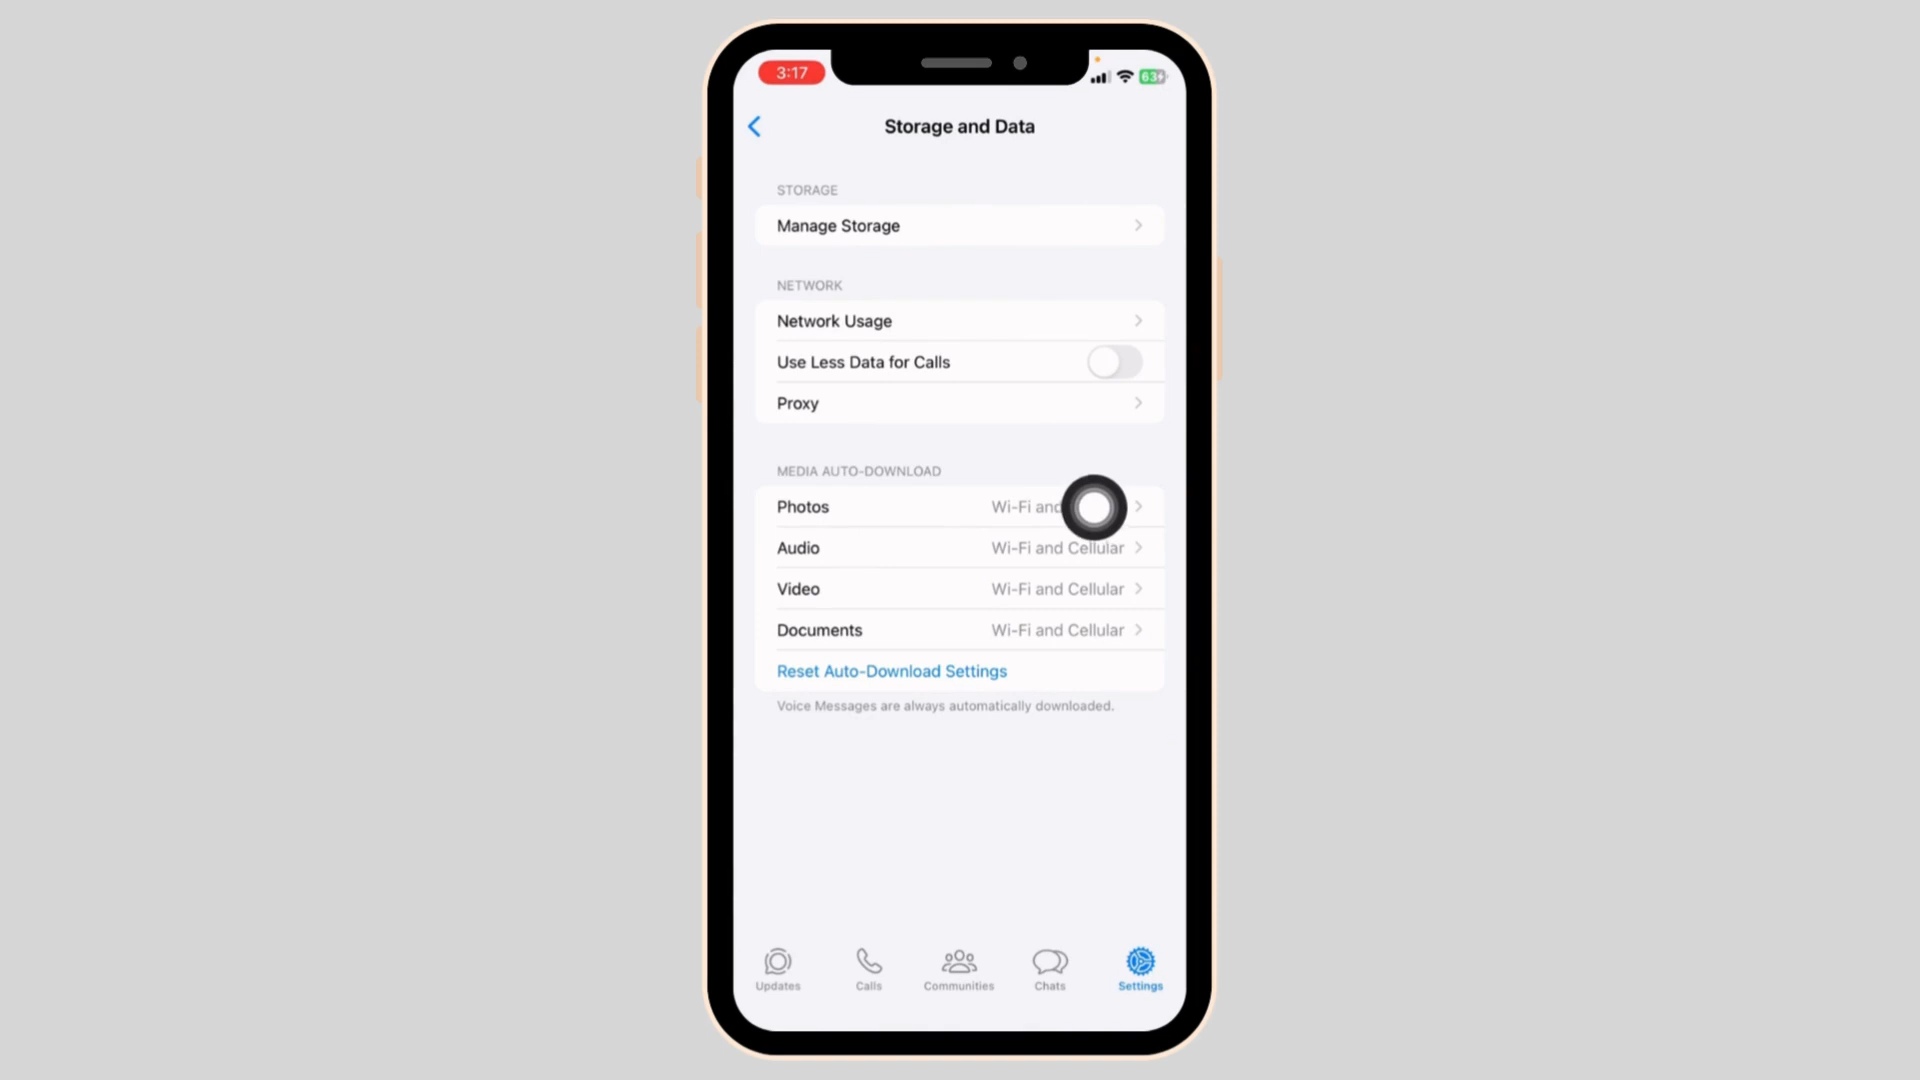 3:17
63
Storage and Data
STORAGE
Manage Storage
NETWORK
Network Usage
Use Less Data for Calls
Proxy
MEDIA AUTO-DOWNLOAD
Photos Wi-Fi and
Audio Wi-Fi and Cellular
Video Wi-Fi and Cellular
Documents Wi-Fi and Cellular
Reset Auto-Download Settings
Voice Messages are always automatically downloaded.
Updates Calls Communities Chats Settings